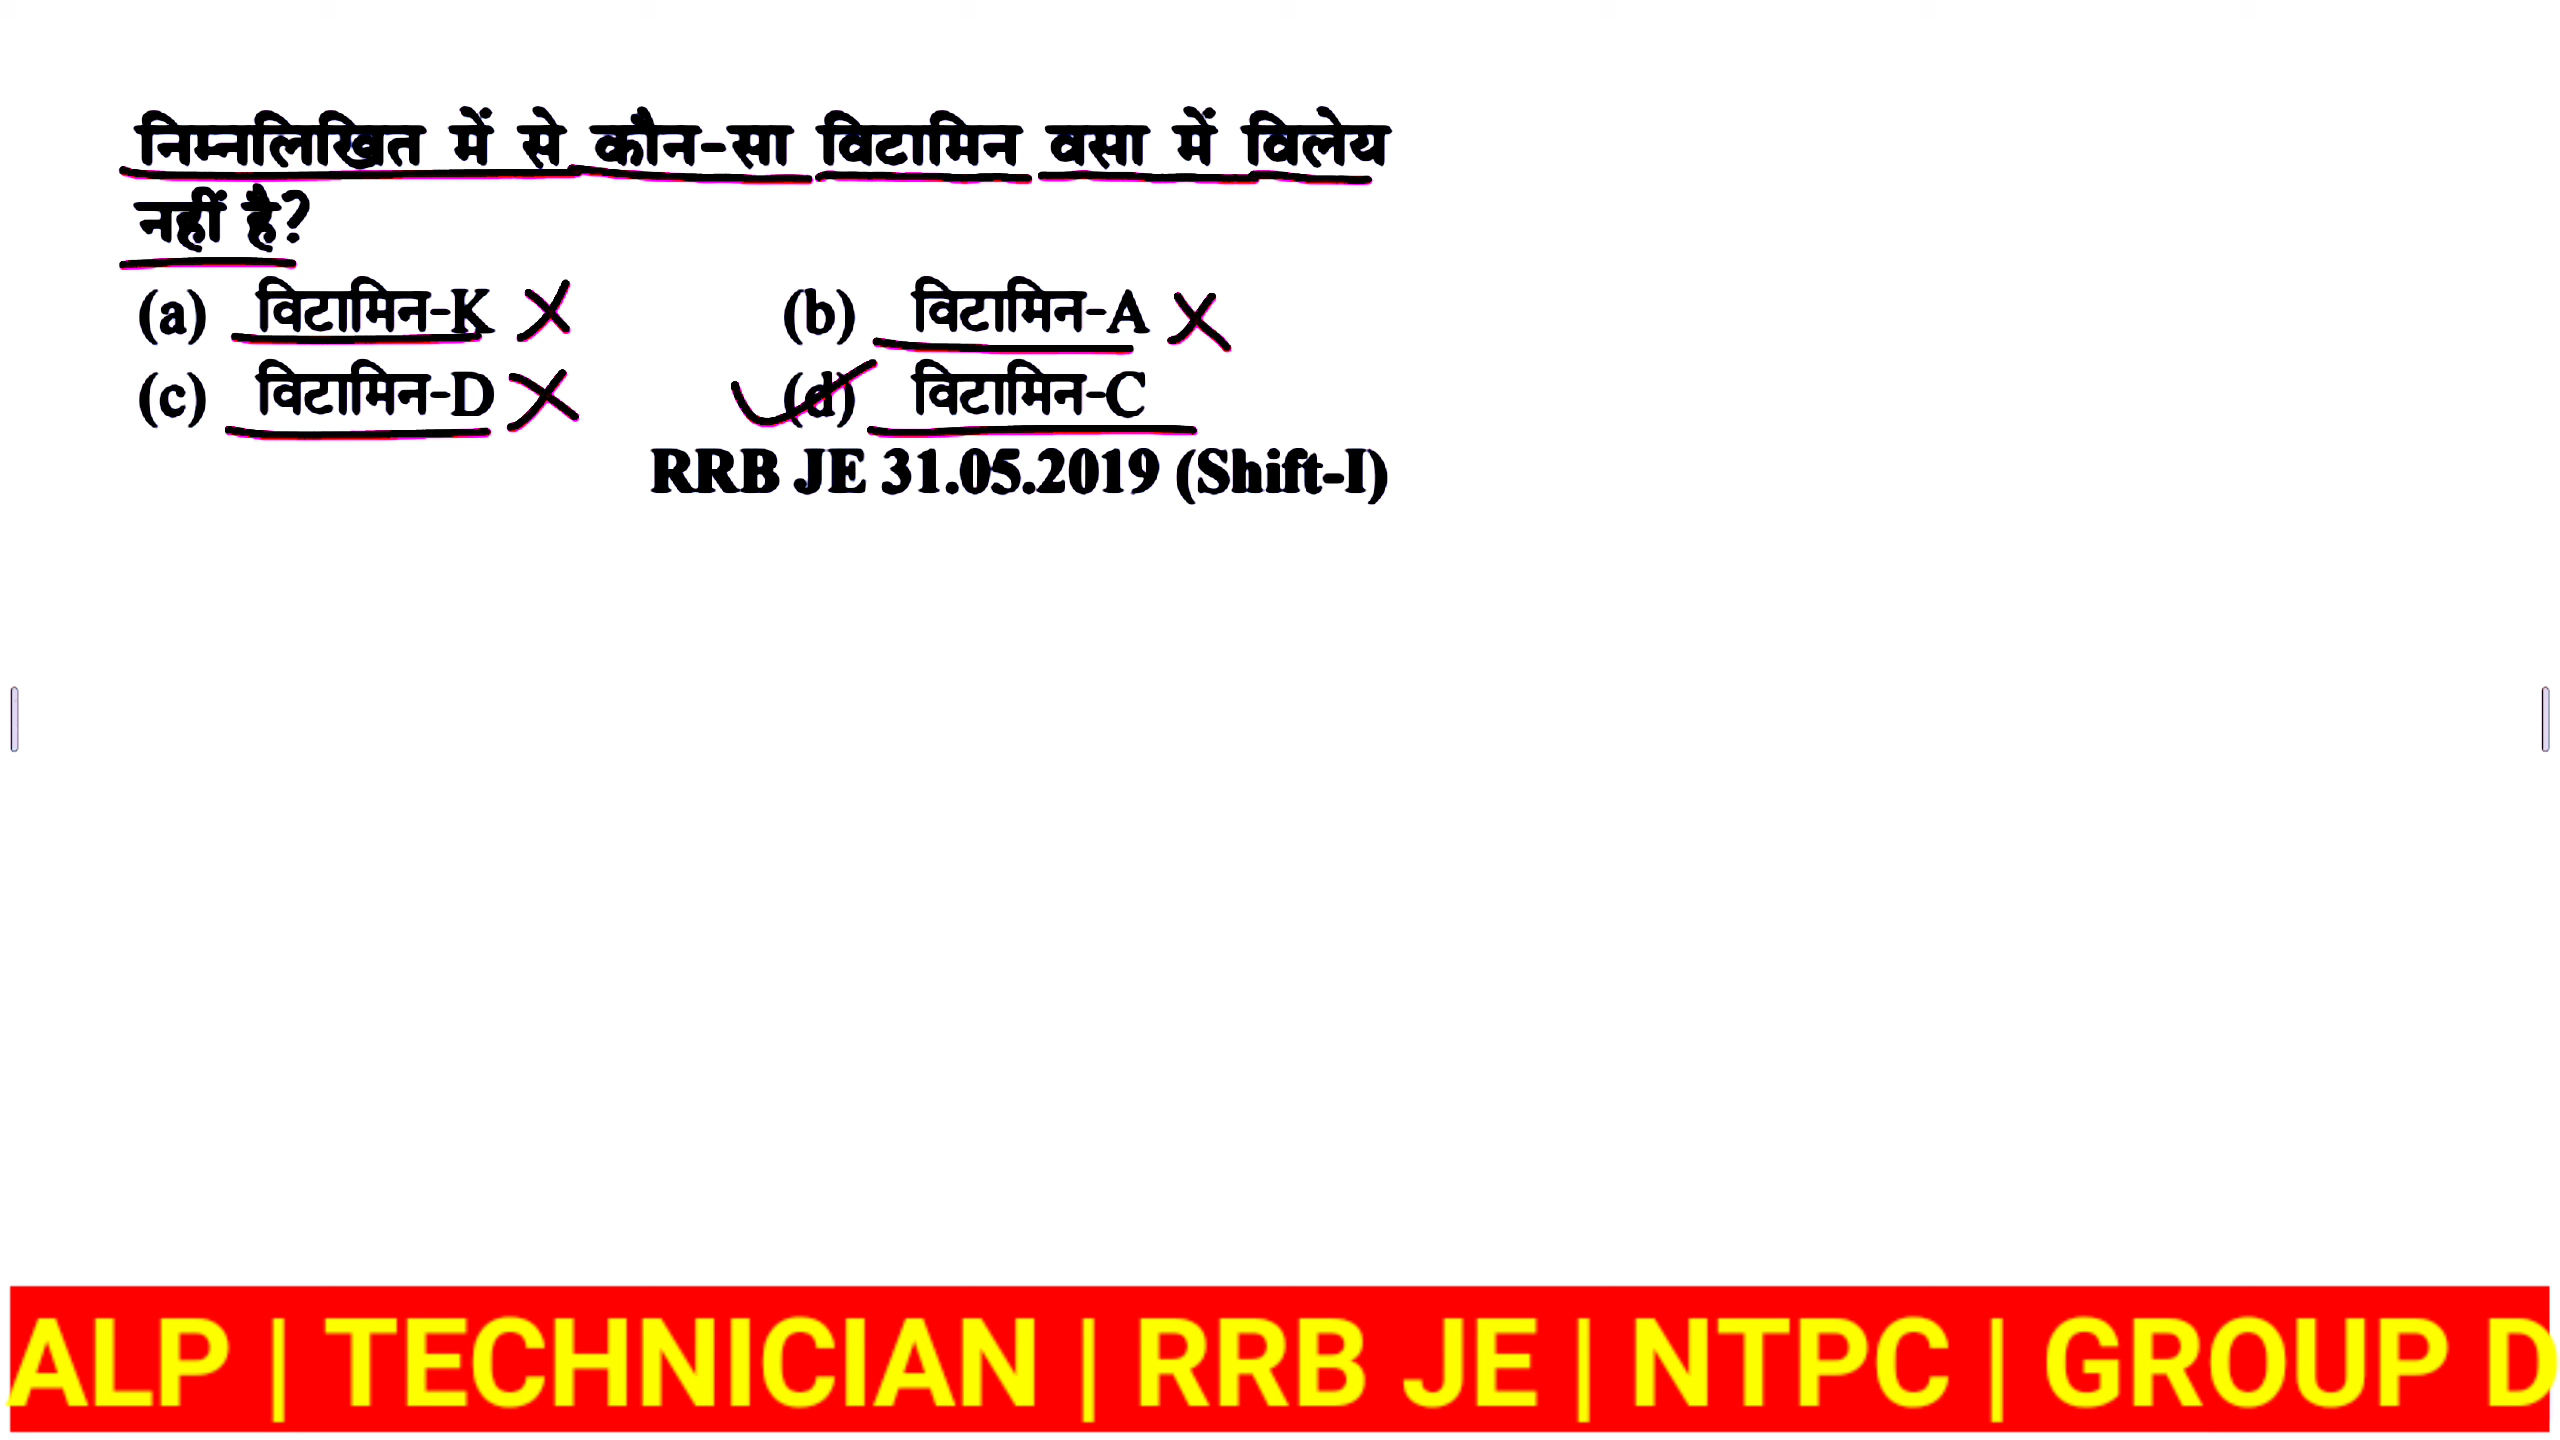 निम्नलिखित में से कौन-सा विटामिन वसा में विलेय
नहीं है?
(a) विटामिन-K (b) विटामिन-A
(c) विटामिन-D (d) विटामिन-C
RRB JE 31.05.2019 (Shift-I)
ALP | TECHNICIAN | RRB JE | NTPC | GROUP D